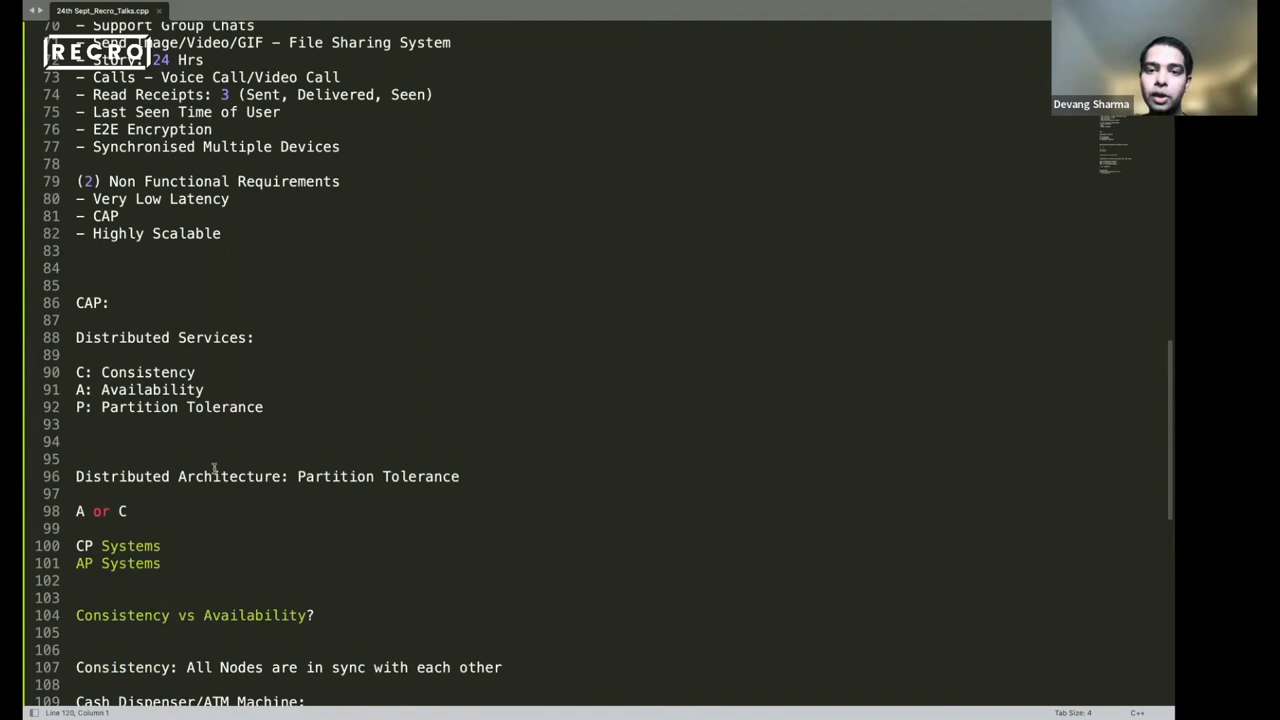 24th Sept_Recro_Talks.cpp
70 - Support Group Chats
- Send Image/Video/GIF - File Sharing System
RECRO
72 - Story: 24 Hrs
73 - Calls - Voice Call/Video Call
74 - Read Receipts: 3 (Sent, Delivered, Seen)
75 - Last Seen Time of User
76 - E2E Encryption
77 - Synchronised Multiple Devices
78
79 (2) Non Functional Requirements
80 - Very Low Latency
81 - CAP
82 - Highly Scalable
83
84
85
86 CAP:
87
88 Distributed Services:
89
90 C: Consistency
91 A: Availability
92 P: Partition Tolerance
93
94
95
96 Distributed Architecture: Partition Tolerance
97
98 A or C
99
100 CP Systems
101 AP Systems
102
103
104 Consistency vs Availability?
105
106
107 Consistency: All Nodes are in sync with each other
108
109 Cash Dispenser/ATM Machine:
Devang Sharma
Line 120, Column 1
Tab Size: 4
C++